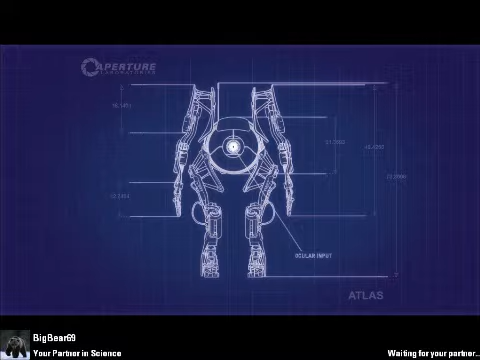 APERTURE
LABORATORIES
OCULAR INPUT
ATLAS
BigBear69
Your Partner in Science
Waiting for your partner...